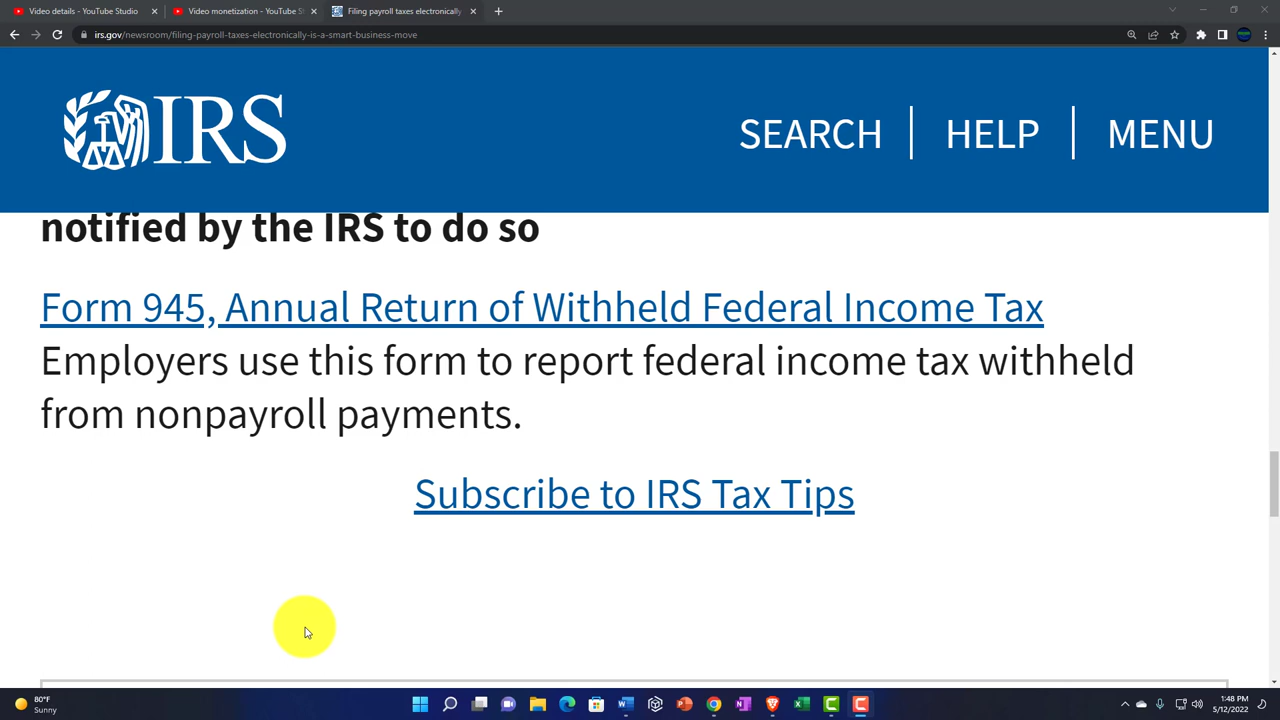 Video details - YouTube Studio
Video monetization - YouTube St
Filing payroll taxes electronically
irs.gov/newsroom/filing-payroll-taxes-electronically-is-a-smart-business-move
IRS
SEARCH
HELP
MENU
notified by the IRS to do so
Form 945, Annual Return of Withheld Federal Income Tax
Employers use this form to report federal income tax withheld
from nonpayroll payments.
Subscribe to IRS Tax Tips
80°F
Sunny
1:48 PM
5/12/2022